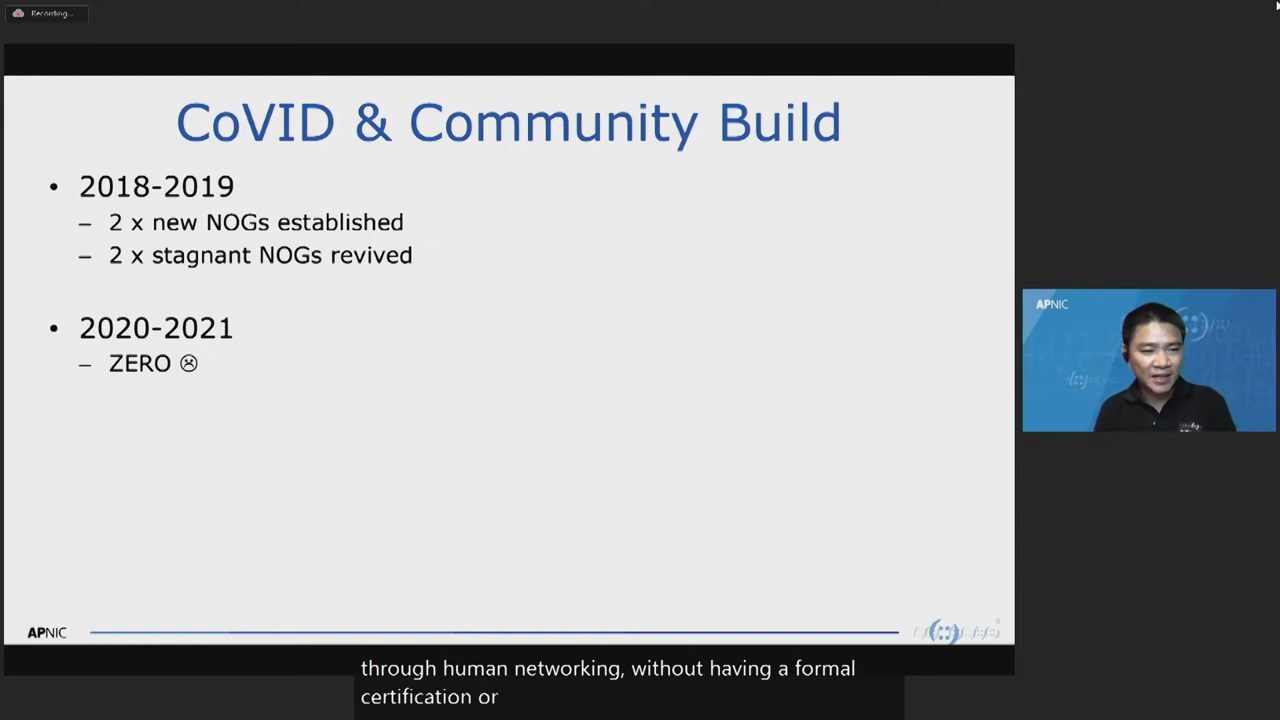 Recording...
CoVID & Community Build
• 2018-2019
– 2 x new NOGs established
– 2 x stagnant NOGs revived
• 2020-2021
– ZERO ☹
APNIC
APNIC
through human networking, without having a formal
certification or